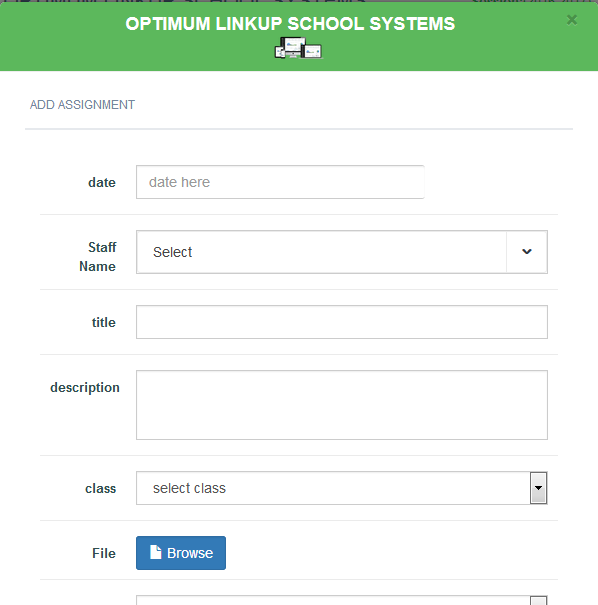 OPTIMUM LINKUP SCHOOL SYSTEMS
×
ADD ASSIGNMENT
date
date here
Staff
Name
Select
title
description
class
select class
File
Browse